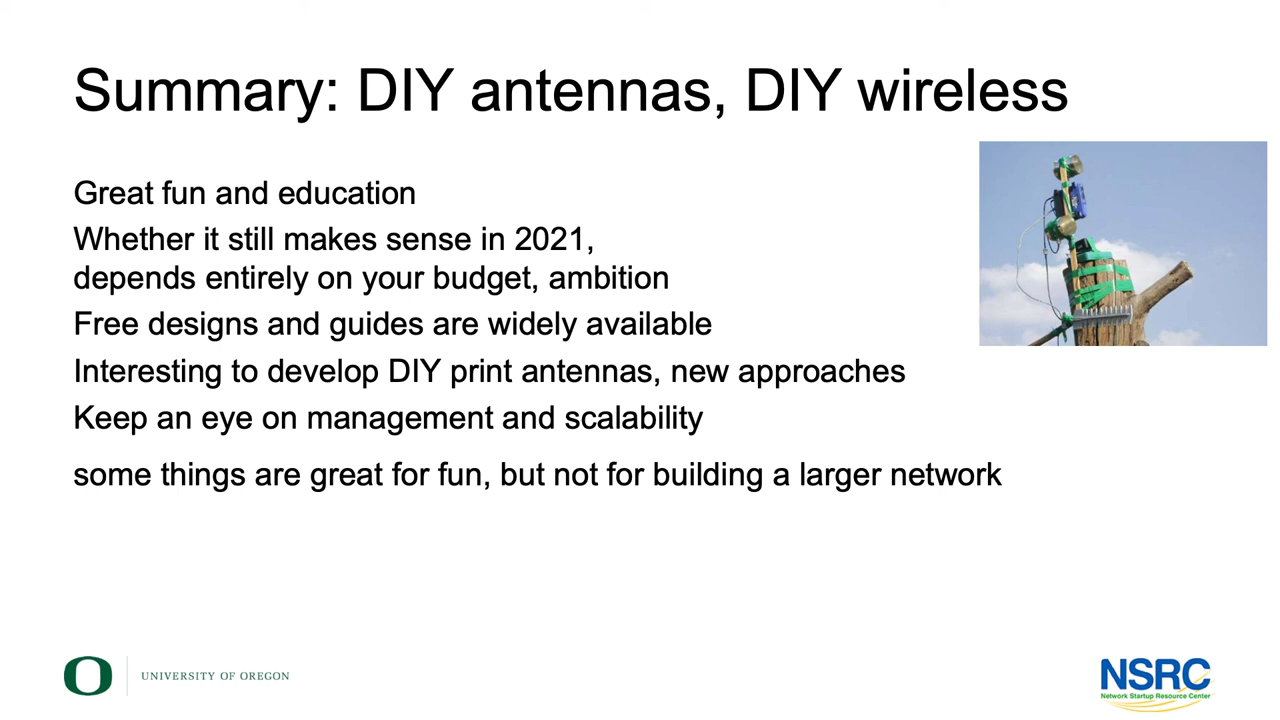 Summary: DIY antennas, DIY wireless
Great fun and education
Whether it still makes sense in 2021,
depends entirely on your budget, ambition
Free designs and guides are widely available
Interesting to develop DIY print antennas, new approaches
Keep an eye on management and scalability
some things are great for fun, but not for building a larger network
O
UNIVERSITY OF OREGON
NSRC
Network Startup Resource Center